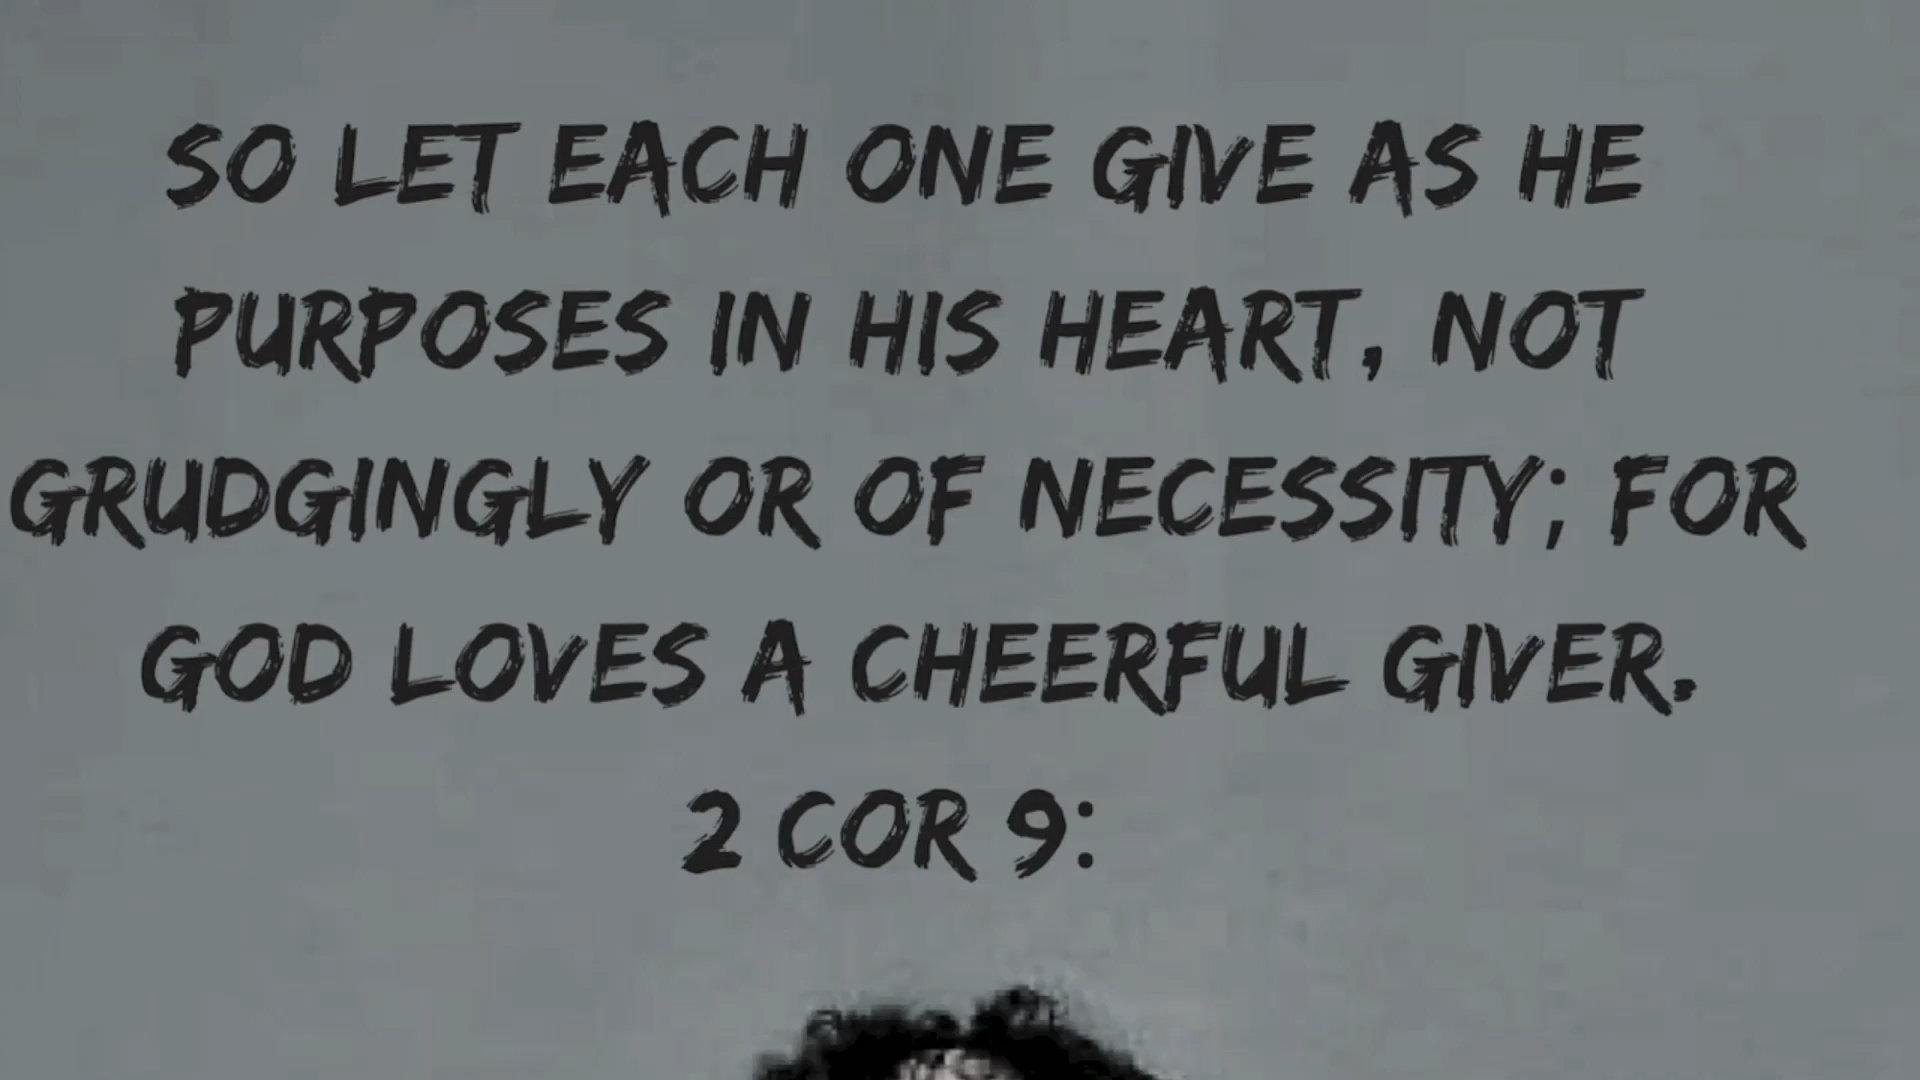 SO LET EACH ONE GIVE AS HE
PURPOSES IN HIS HEART, NOT
GRUDGINGLY OR OF NECESSITY; FOR
GOD LOVES A CHEERFUL GIVER.
2 COR 9: